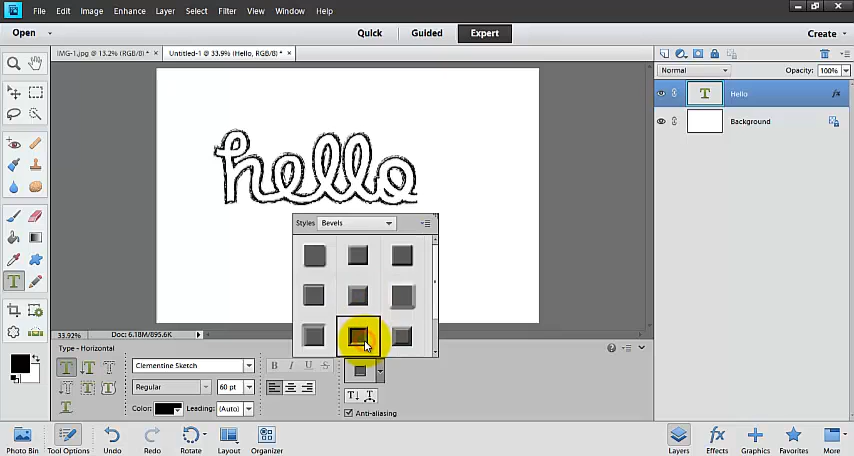 File Edit Image Enhance Layer Select Filter View Window Help
Open Quick Guided Expert Create
IMG-1.jpg @ 13.2% (RGB/8) * × Untitled-1 @ 33.9% (Hello, RGB/8) * ×
Normal Opacity: 100%
T Hello fx
Background
hello
Styles Bevels
33.92% Doc: 6.18M/895.6K
Type - Horizontal
Clementine Sketch B I U S
Regular 60 pt
Color: Leading: (Auto)
Anti-aliasing
Photo Bin Tool Options Undo Redo Rotate Layout Organizer Layers Effects Graphics Favorites More